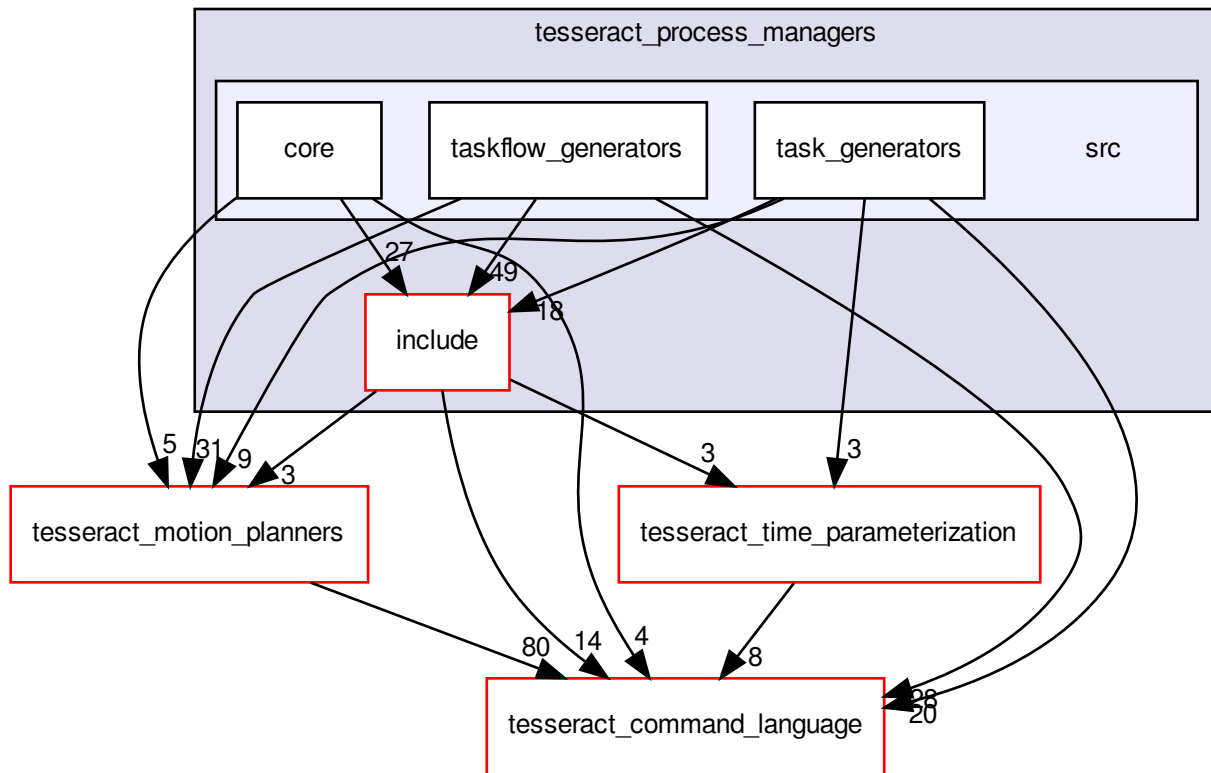 tesseract_process_managers
core
taskflow_generators
task_generators
src
27
49
18
include
5
31
9
3
3
3
tesseract_motion_planners
tesseract_time_parameterization
80
14
4
8
28
20
tesseract_command_language